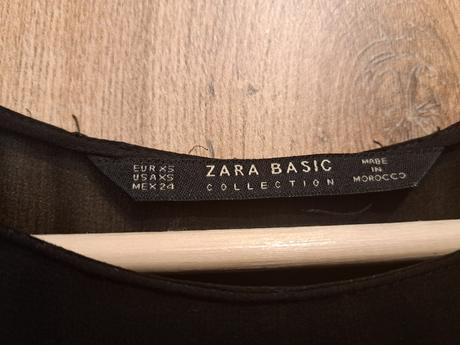 EUR XS
USA XS
MEX 24
ZARA BASIC
COLLECTION
MADE
IN
MOROCCO